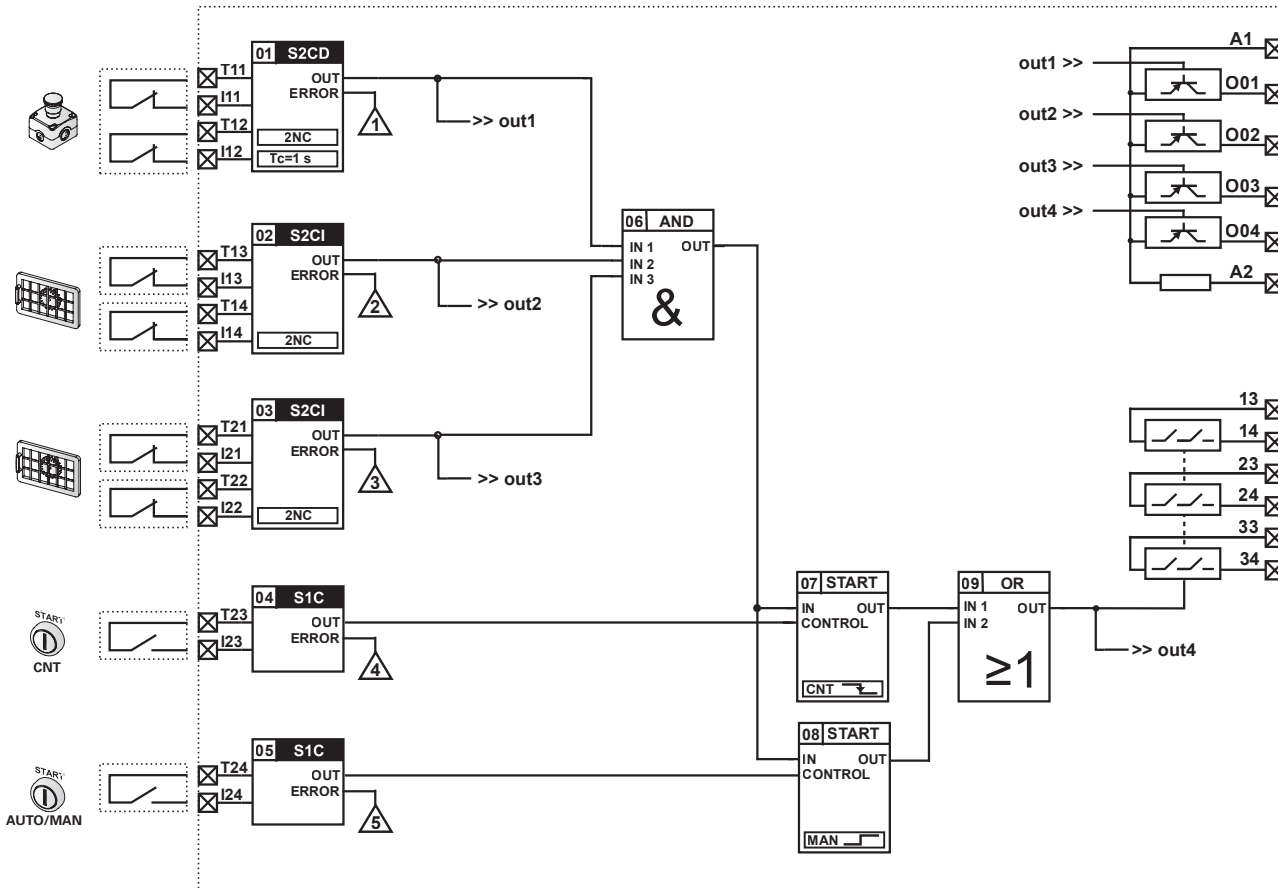 01 S2CD
T11
OUT
I11
ERROR
T12
2NC
I12
Tc=1 s
1
>> out1
02 S2CI
T13
OUT
I13
ERROR
T14
I14
2NC
2
>> out2
03 S2CI
T21
OUT
I21
ERROR
T22
I22
2NC
3
>> out3
06 AND
IN 1 OUT
IN 2
IN 3
&
START
CNT
04 S1C
T23
OUT
I23
ERROR
4
START
AUTO/MAN
05 S1C
T24
OUT
I24
ERROR
5
07 START
IN OUT
CONTROL
CNT
08 START
IN OUT
CONTROL
MAN
09 OR
IN 1 OUT
IN 2
≥1
>> out4
A1
out1 >>
O01
out2 >>
O02
out3 >>
O03
out4 >>
O04
A2
13
14
23
24
33
34